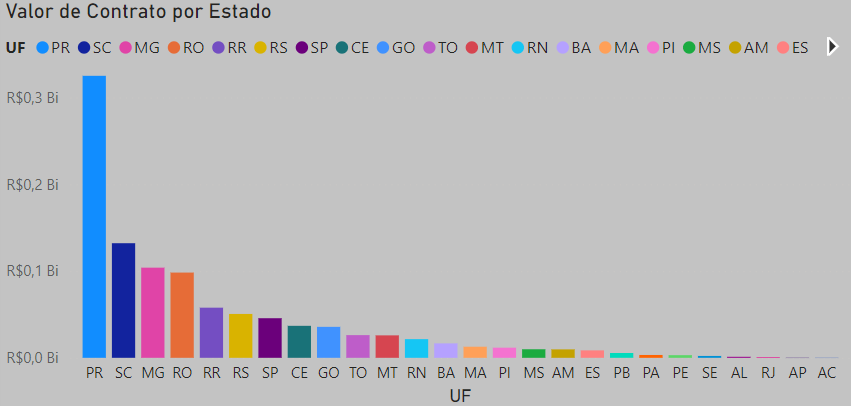 Valor de Contrato por Estado
UF PR SC MG RO RR RS SP CE GO TO MT RN BA MA PI MS AM ES
R$0,3 Bi
R$0,2 Bi
R$0,1 Bi
R$0,0 Bi
PR SC MG RO RR RS SP CE GO TO MT RN BA MA PI MS AM ES PB PA PE SE AL RJ AP AC
UF